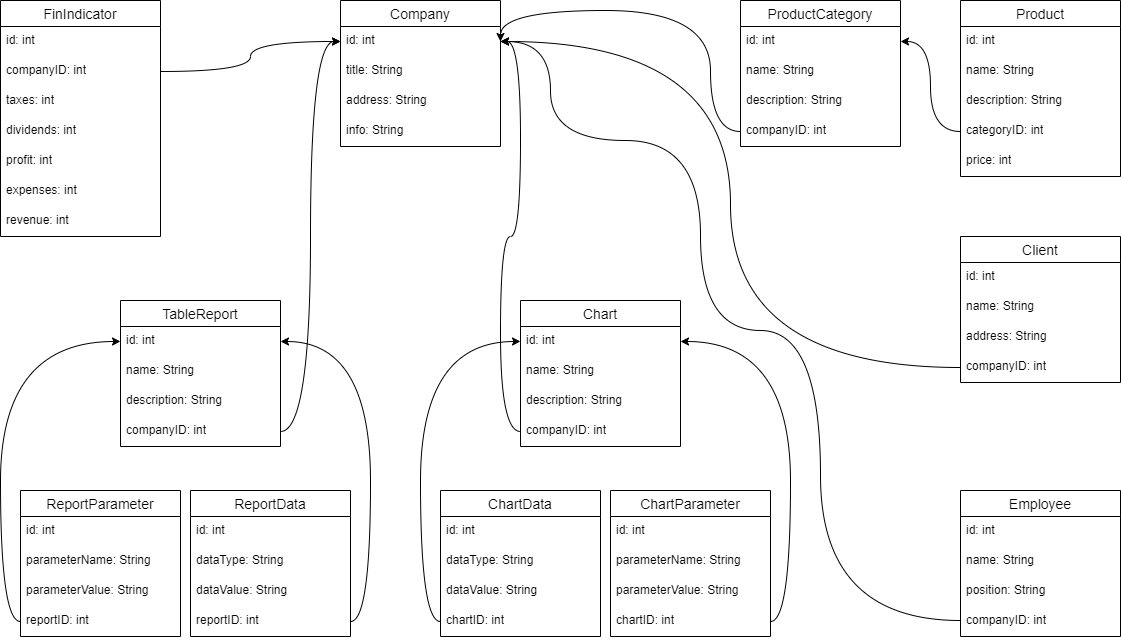 FinIndicator
id: int
companyID: int
taxes: int
dividends: int
profit: int
expenses: int
revenue: int
Company
id: int
title: String
address: String
info: String
ProductCategory
id: int
name: String
description: String
companyID: int
Product
id: int
name: String
description: String
categoryID: int
price: int
Client
id: int
name: String
address: String
companyID: int
TableReport
id: int
name: String
description: String
companyID: int
Chart
id: int
name: String
description: String
companyID: int
ReportParameter
id: int
parameterName: String
parameterValue: String
reportID: int
ReportData
id: int
dataType: String
dataValue: String
reportID: int
ChartData
id: int
dataType: String
dataValue: String
chartID: int
ChartParameter
id: int
parameterName: String
parameterValue: String
chartID: int
Employee
id: int
name: String
position: String
companyID: int